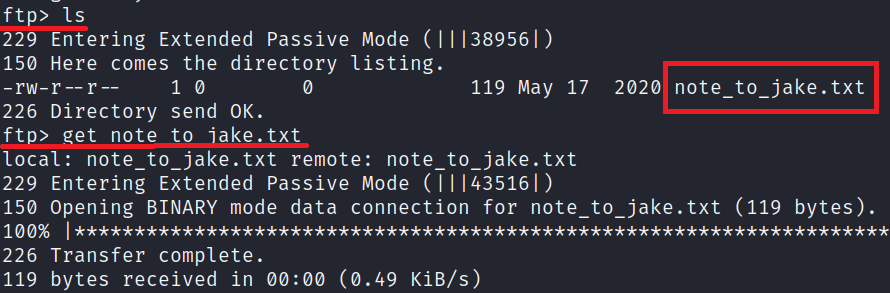 ftp> ls
229 Entering Extended Passive Mode (|||38956|)
150 Here comes the directory listing.
-rw-r--r--    1 0        0             119 May 17  2020 note_to_jake.txt
226 Directory send OK.
ftp> get note_to_jake.txt
local: note_to_jake.txt remote: note_to_jake.txt
229 Entering Extended Passive Mode (|||43516|)
150 Opening BINARY mode data connection for note_to_jake.txt (119 bytes).
100% |********************************************************************
226 Transfer complete.
119 bytes received in 00:00 (0.49 KiB/s)